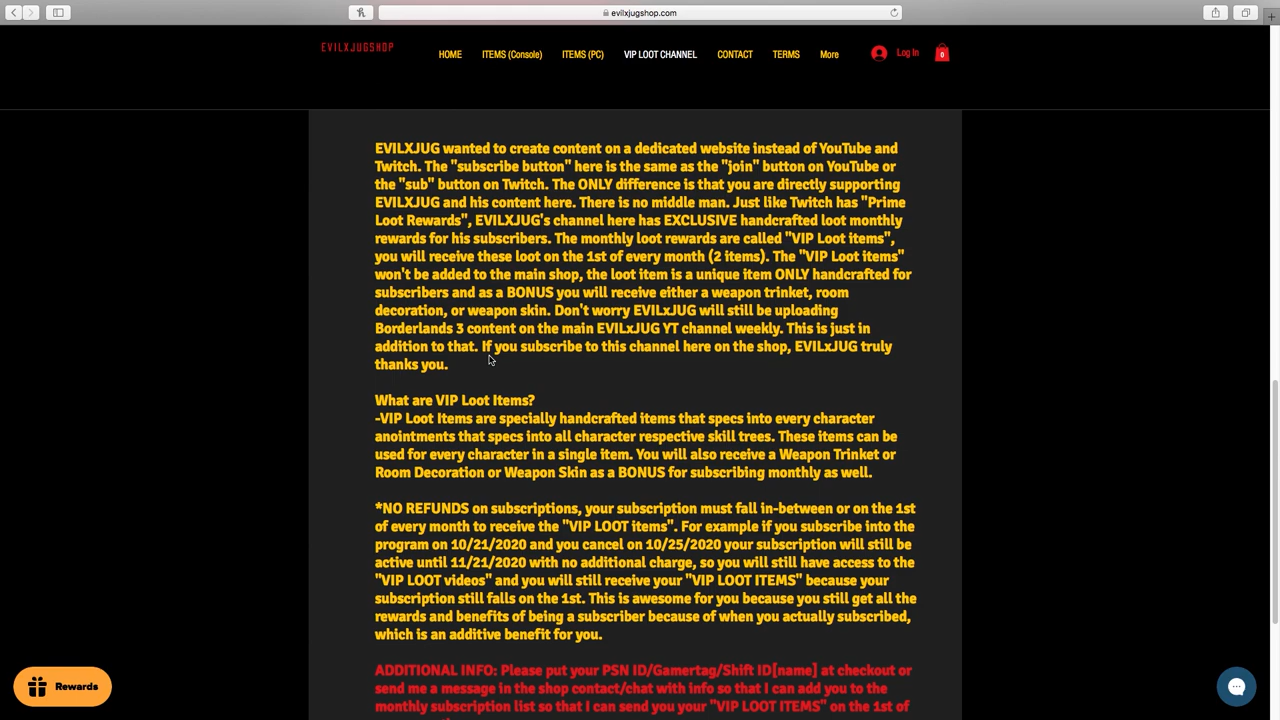 evilxjugshop.com
EVILXJUGSHOP
HOME ITEMS (Console) ITEMS (PC) VIP LOOT CHANNEL CONTACT TERMS More Log In 0
EVILXJUG wanted to create content on a dedicated website instead of YouTube and
Twitch. The "subscribe button" here is the same as the "join" button on YouTube or
the "sub" button on Twitch. The ONLY difference is that you are directly supporting
EVILXJUG and his content here. There is no middle man. Just like Twitch has "Prime
Loot Rewards", EVILXJUG's channel here has EXCLUSIVE handcrafted loot monthly
rewards for his subscribers. The monthly loot rewards are called "VIP Loot items",
you will receive these loot on the 1st of every month (2 items). The "VIP Loot items"
won't be added to the main shop, the loot item is a unique item ONLY handcrafted for
subscribers and as a BONUS you will receive either a weapon trinket, room
decoration, or weapon skin. Don't worry EVILxJUG will still be uploading
Borderlands 3 content on the main EVILxJUG YT channel weekly. This is just in
addition to that. If you subscribe to this channel here on the shop, EVILxJUG truly
thanks you.
What are VIP Loot Items?
-VIP Loot Items are specially handcrafted items that specs into every character
anointments that specs into all character respective skill trees. These items can be
used for every character in a single item. You will also receive a Weapon Trinket or
Room Decoration or Weapon Skin as a BONUS for subscribing monthly as well.
*NO REFUNDS on subscriptions, your subscription must fall in-between or on the 1st
of every month to receive the "VIP LOOT items". For example if you subscribe into the
program on 10/21/2020 and you cancel on 10/25/2020 your subscription will still be
active until 11/21/2020 with no additional charge, so you will still have access to the
"VIP LOOT videos" and you will still receive your "VIP LOOT ITEMS" because your
subscription still falls on the 1st. This is awesome for you because you still get all the
rewards and benefits of being a subscriber because of when you actually subscribed,
which is an additive benefit for you.
ADDITIONAL INFO: Please put your PSN ID/Gamertag/Shift ID[name] at checkout or
send me a message in the shop contact/chat with info so that I can add you to the
monthly subscription list so that I can send you your "VIP LOOT ITEMS" on the 1st of
Rewards